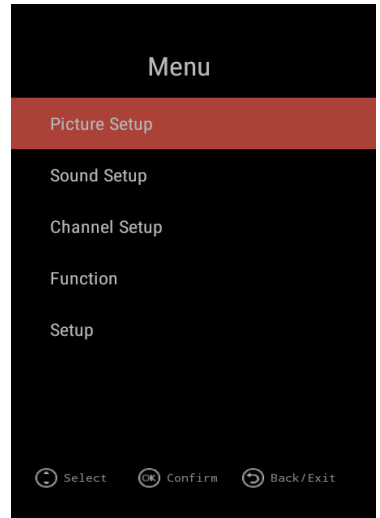 Menu
Picture Setup
Sound Setup
Channel Setup
Function
Setup
Select OK Confirm Back/Exit